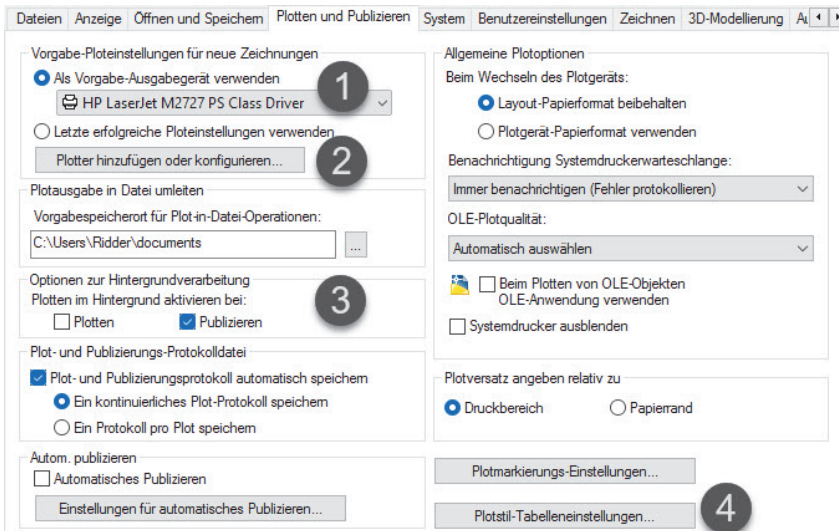 Dateien Anzeige Öffnen und Speichern Plotten und Publizieren System Benutzereinstellungen Zeichnen 3D-Modellierung
Vorgabe-Ploteinstellungen für neue Zeichnungen
Als Vorgabe-Ausgabegerät verwenden
HP LaserJet M2727 PS Class Driver
1
Letzte erfolgreiche Ploteinstellungen verwenden
Plotter hinzufügen oder konfigurieren...
2
Plotausgabe in Datei umleiten
Vorgabespeicherort für Plot-in-Datei-Operationen:
C:\Users\Ridder\documents
...
Optionen zur Hintergrundverarbeitung
Plotten im Hintergrund aktivieren bei:
Plotten Publizieren
3
Plot- und Publizierungs-Protokolldatei
Plot- und Publizierungsprotokoll automatisch speichern
Ein kontinuierliches Plot-Protokoll speichern
Ein Protokoll pro Plot speichern
Autom. publizieren
Automatisches Publizieren
Einstellungen für automatisches Publizieren...
Allgemeine Plotoptionen
Beim Wechseln des Plotgeräts:
Layout-Papierformat beibehalten
Plotgerät-Papierformat verwenden
Benachrichtigung Systemdruckerwarteschlange:
Immer benachrichtigen (Fehler protokollieren)
OLE-Plotqualität:
Automatisch auswählen
Beim Plotten von OLE-Objekten
OLE-Anwendung verwenden
Systemdrucker ausblenden
Plotversatz angeben relativ zu
Druckbereich Papierrand
Plotmarkierungs-Einstellungen...
Plotstil-Tabelleneinstellungen...
4